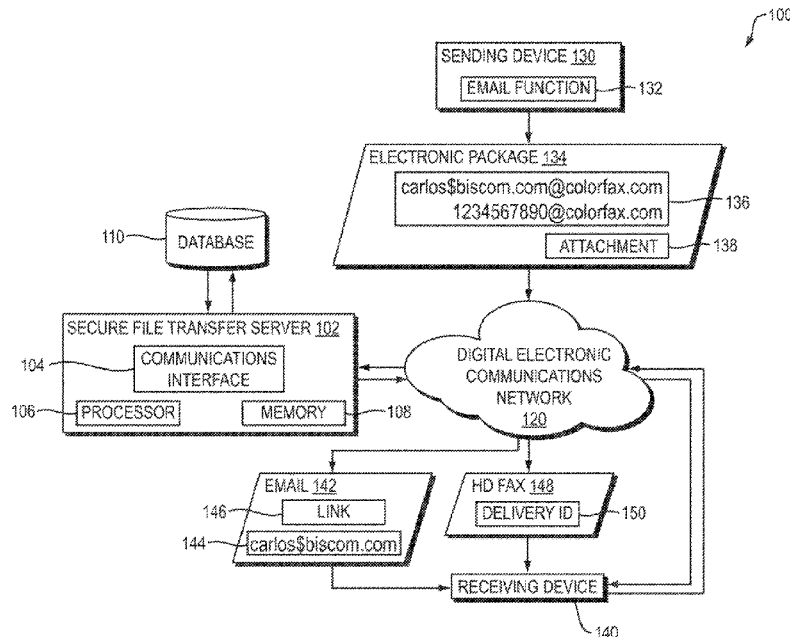 100
SENDING DEVICE 130
EMAIL FUNCTION
132
ELECTRONIC PACKAGE 134
carlos$biscom.com@colorfax.com
1234567890@colorfax.com
136
ATTACHMENT
138
110
DATABASE
SECURE FILE TRANSFER SERVER 102
104
COMMUNICATIONS
INTERFACE
106
PROCESSOR
MEMORY
108
DIGITAL ELECTRONIC
COMMUNICATIONS
NETWORK
120
EMAIL 142
146
LINK
144
carlos$biscom.com
HD FAX 148
DELIVERY ID
150
RECEIVING DEVICE
140